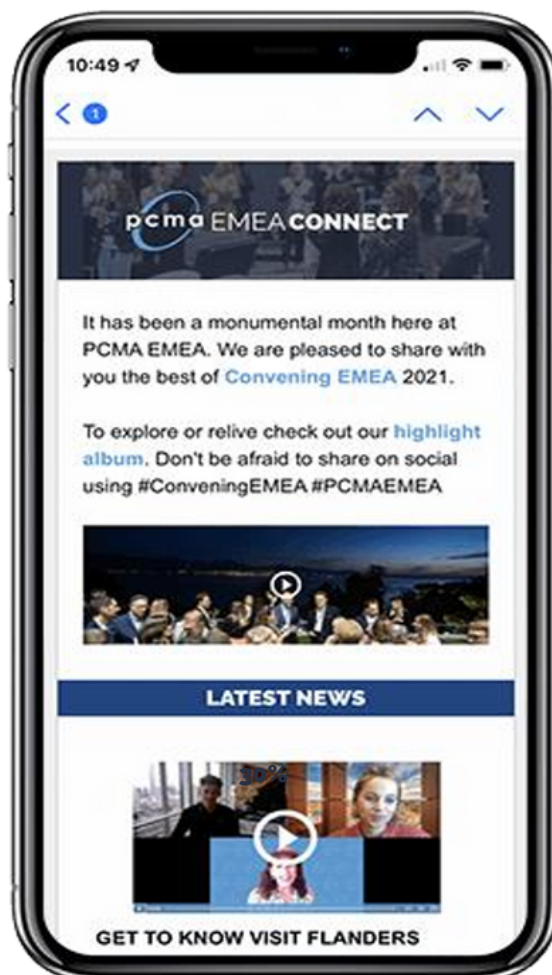 10:49
1
pcma EMEACONNECT
It has been a monumental month here at
PCMA EMEA. We are pleased to share with
you the best of Convening EMEA 2021.
To explore or relive check out our highlight
album. Don't be afraid to share on social
using #ConveningEMEA #PCMAEMEA
LATEST NEWS
30%
GET TO KNOW VISIT FLANDERS